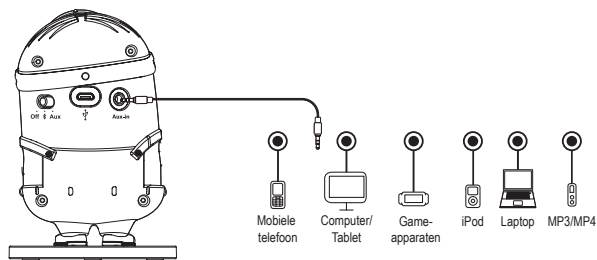 Off Aux
Aux-in
Mobiele
telefoon
Computer/
Tablet
Game-
apparaten
iPod
Laptop
MP3/MP4